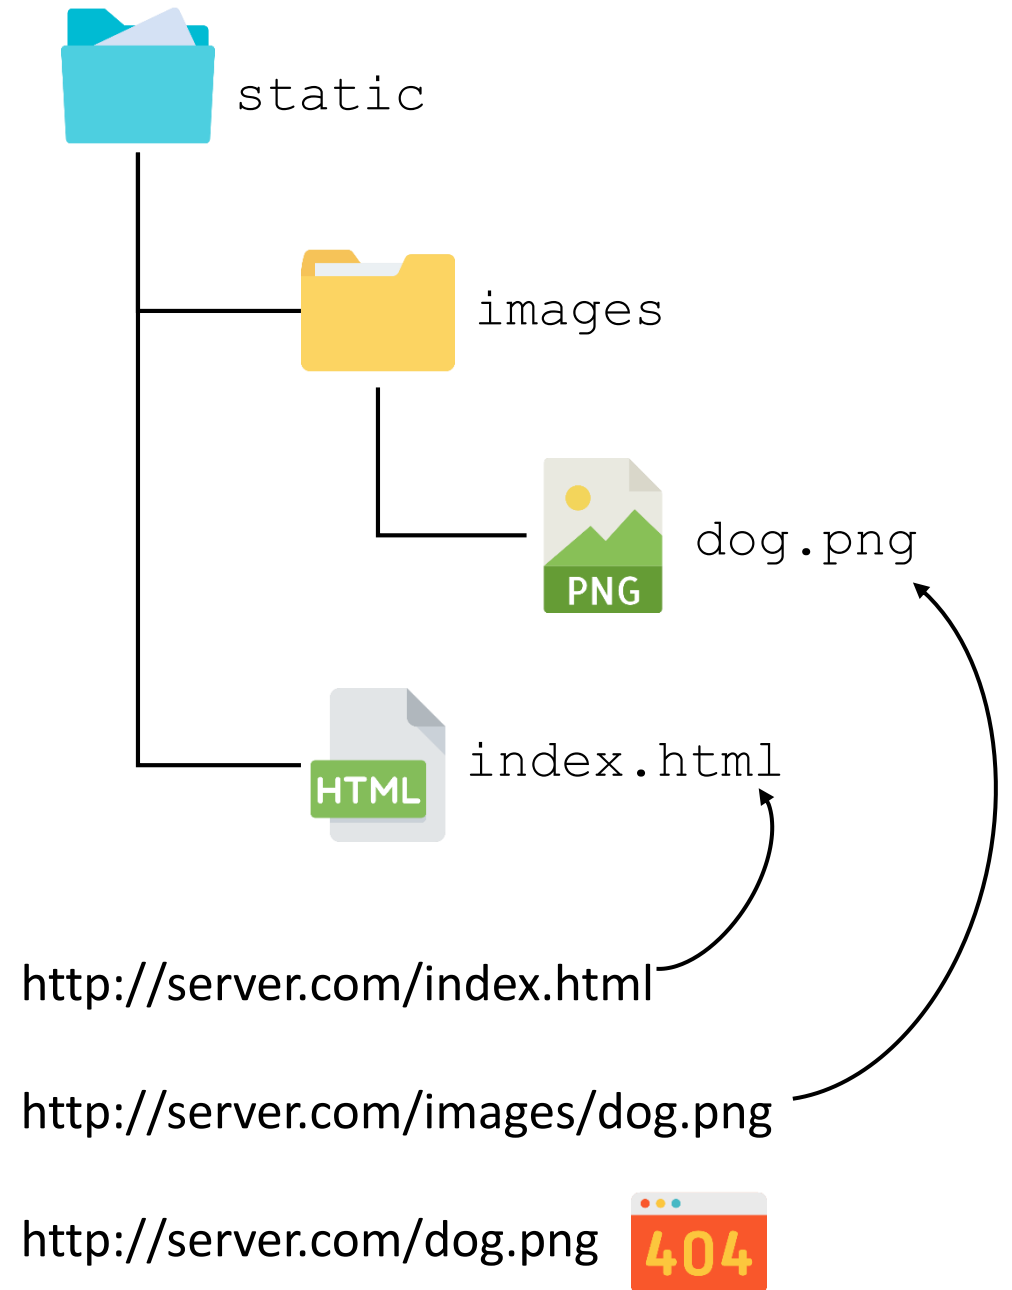 static
images
PNG
dog.png
HTML
index.html
http://server.com/index.html
http://server.com/images/dog.png
http://server.com/dog.png
404